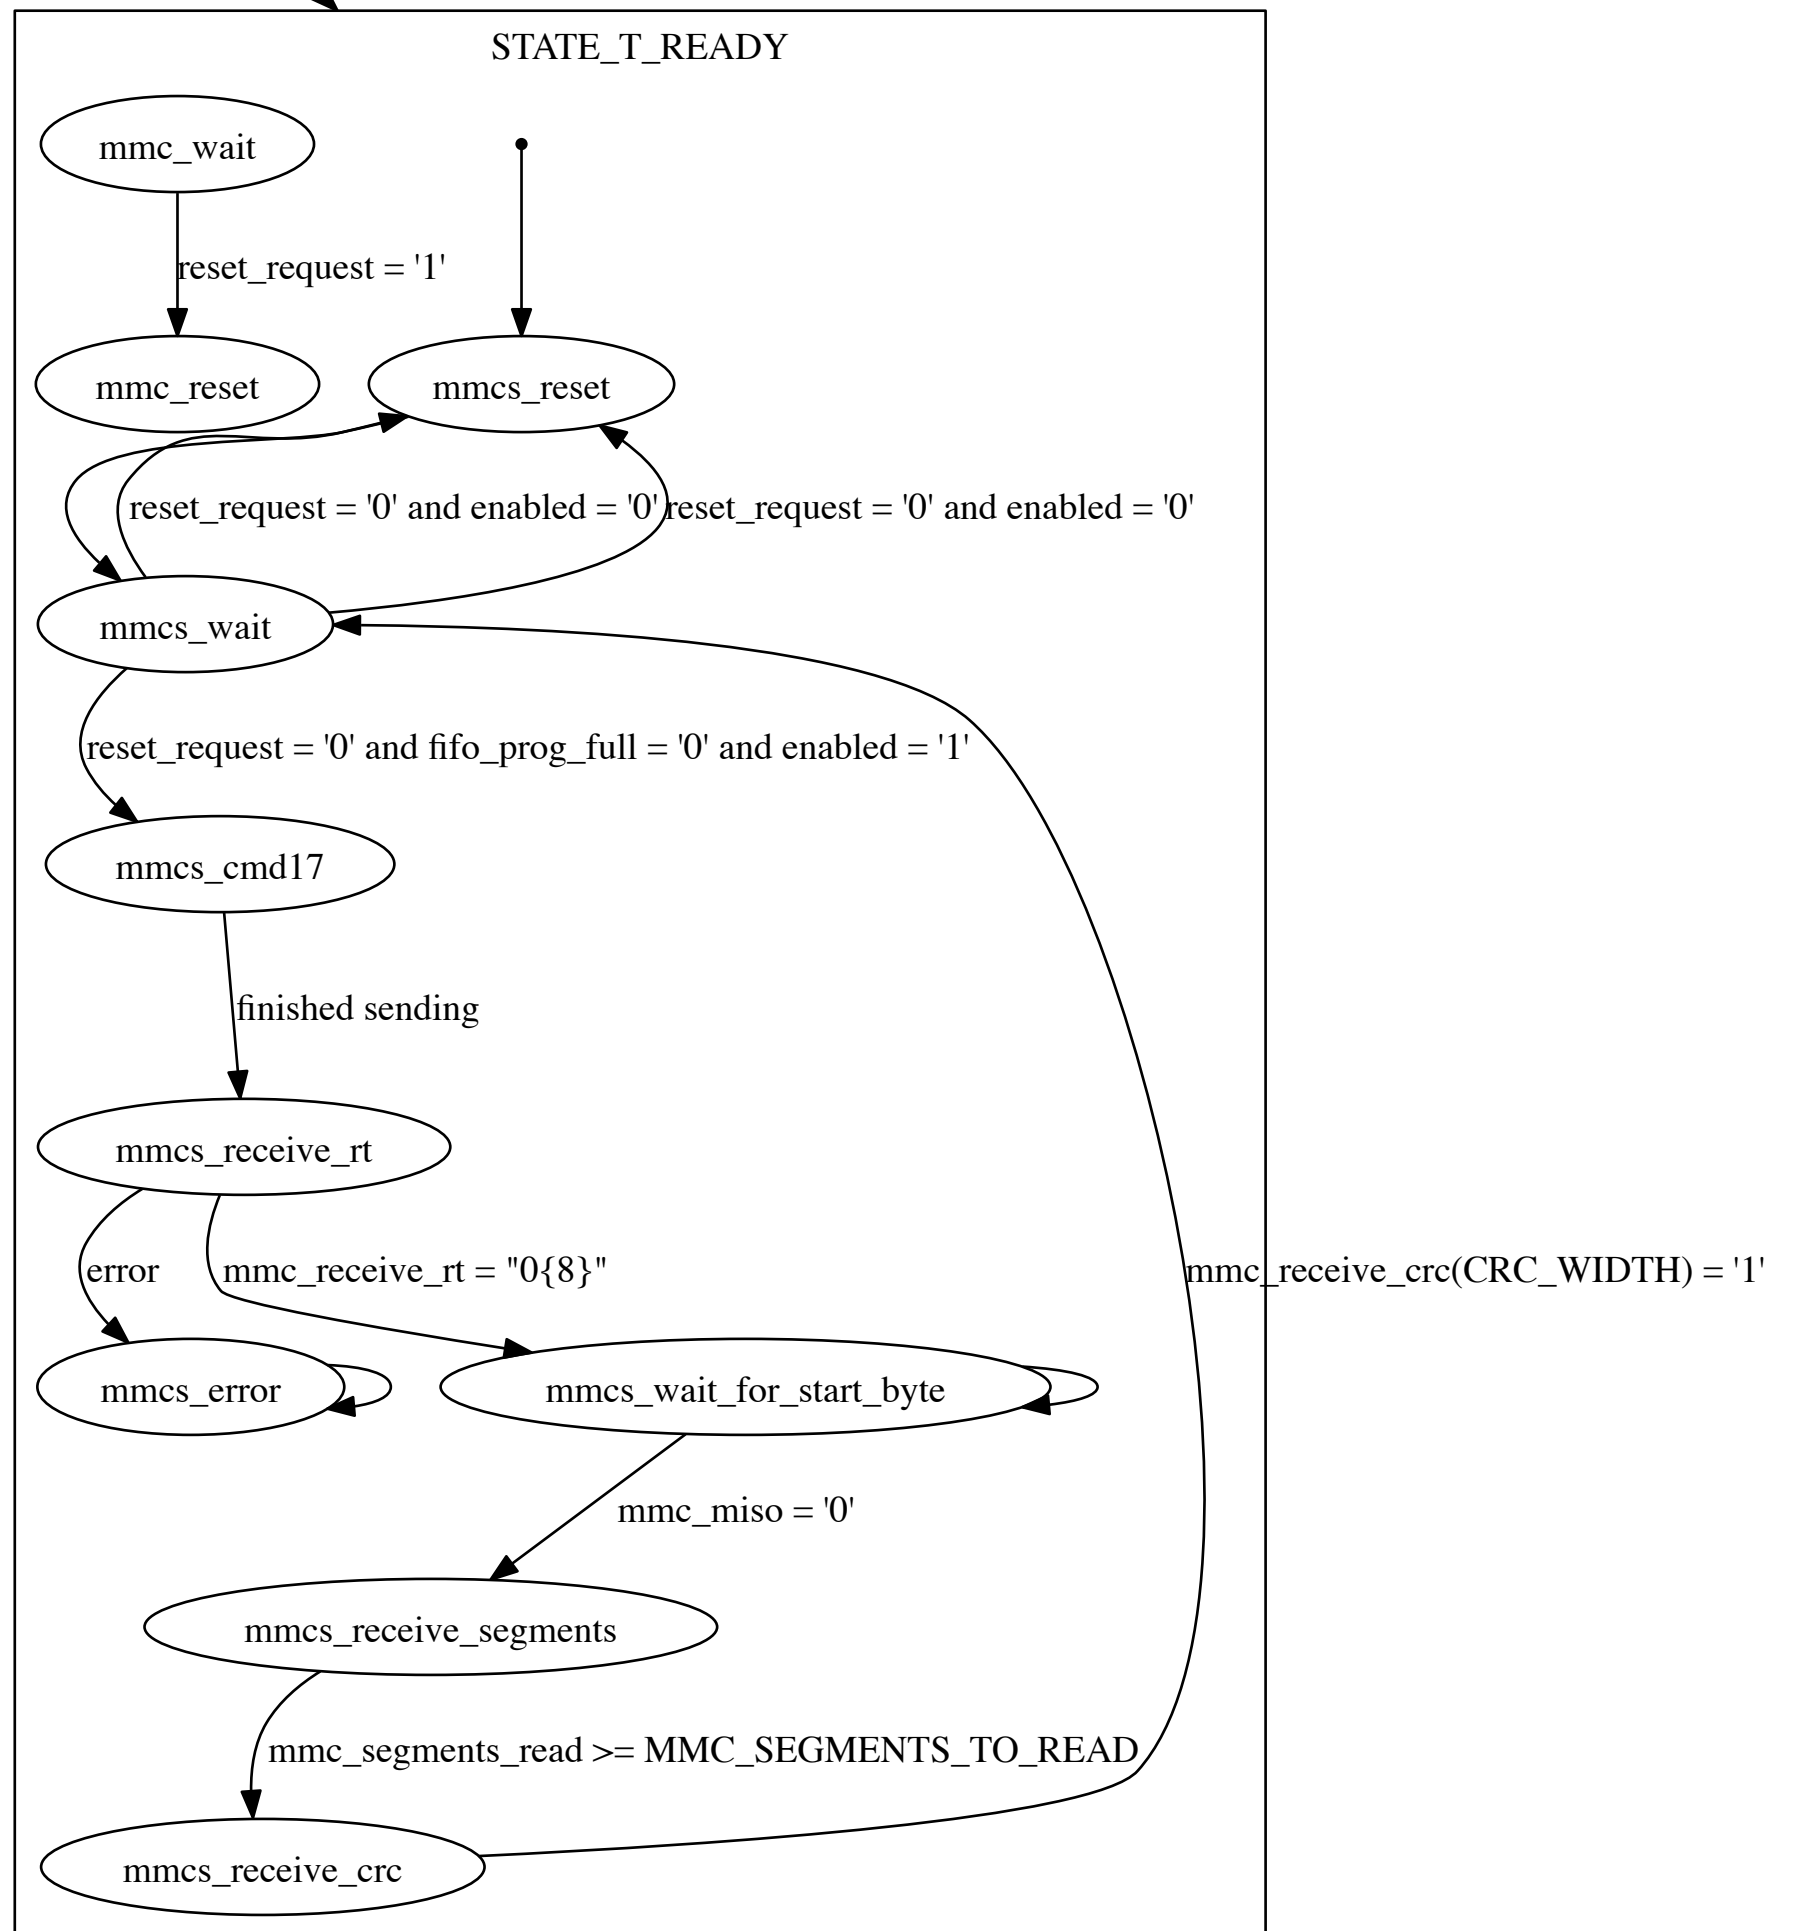 STATE_T_READY
mmc_wait
reset_request = '1'
mmc_reset
mmcs_reset
reset_request = '0' and enabled = '0'
reset_request = '0' and enabled = '0'
mmcs_wait
reset_request = '0' and fifo_prog_full = '0' and enabled = '1'
mmcs_cmd17
finished sending
mmcs_receive_rt
error
mmc_receive_rt = "0{8}"
mmc_receive_crc(CRC_WIDTH) = '1'
mmcs_error
mmcs_wait_for_start_byte
mmc_miso = '0'
mmcs_receive_segments
mmc_segments_read >= MMC_SEGMENTS_TO_READ
mmcs_receive_crc